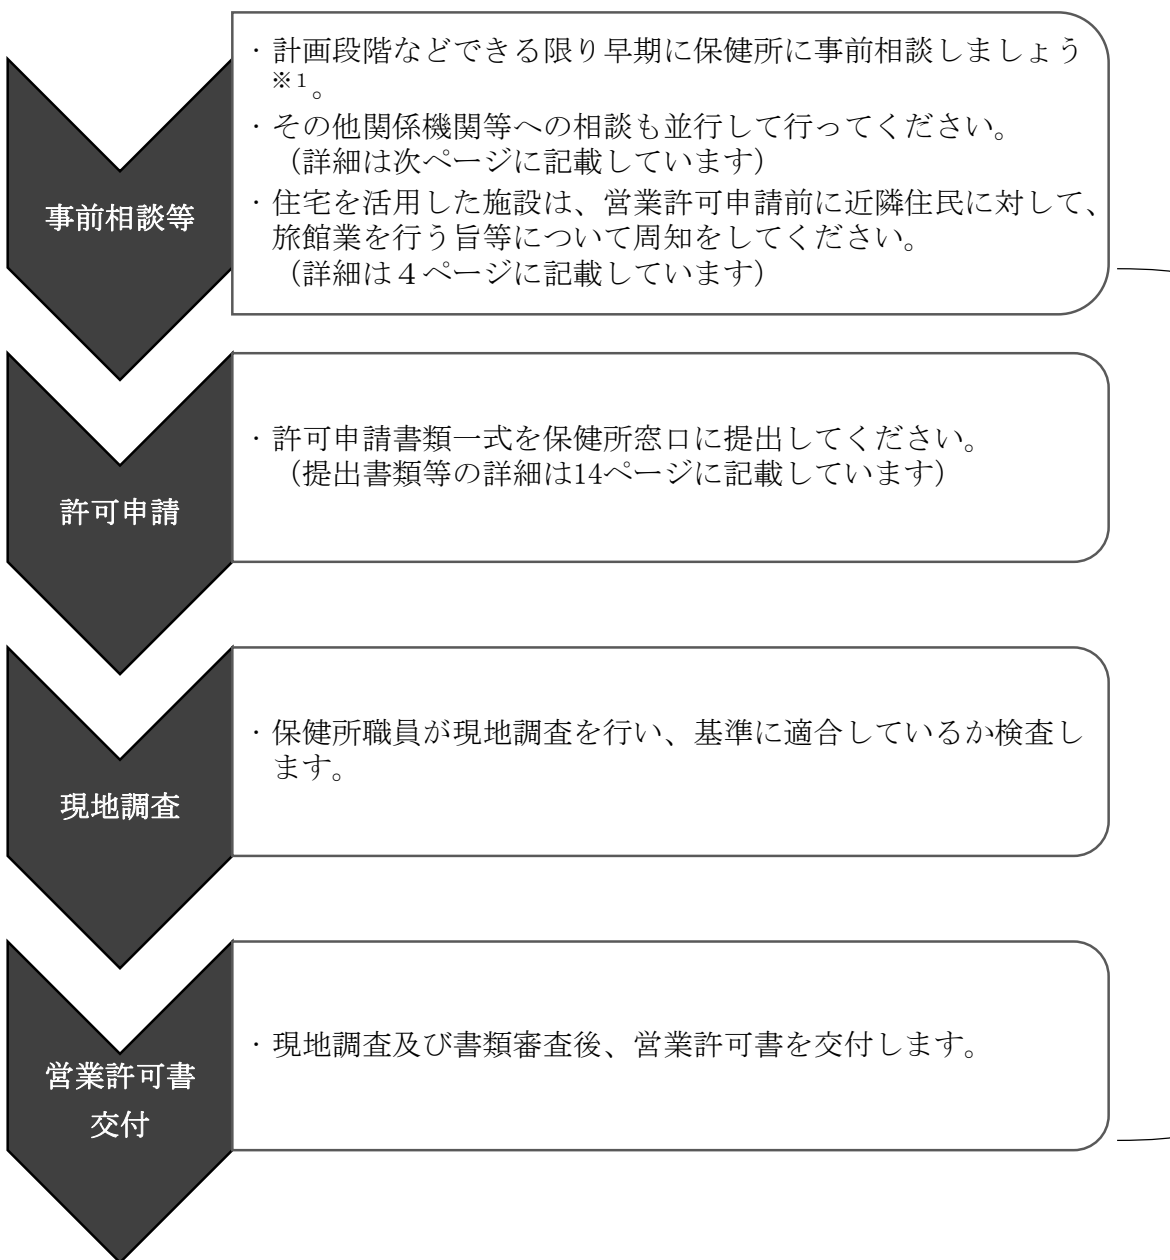 事前相談等
・計画段階などできる限り早期に保健所に事前相談しましょう
※1。
・その他関係機関等への相談も並行して行ってください。
（詳細は次ページに記載しています）
・住宅を活用した施設は、営業許可申請前に近隣住民に対して、
旅館業を行う旨等について周知をしてください。
（詳細は４ページに記載しています）
許可申請
・許可申請書類一式を保健所窓口に提出してください。
（提出書類等の詳細は14ページに記載しています）
現地調査
・保健所職員が現地調査を行い、基準に適合しているか検査し
ます。
営業許可書
交付
・現地調査及び書類審査後、営業許可書を交付します。